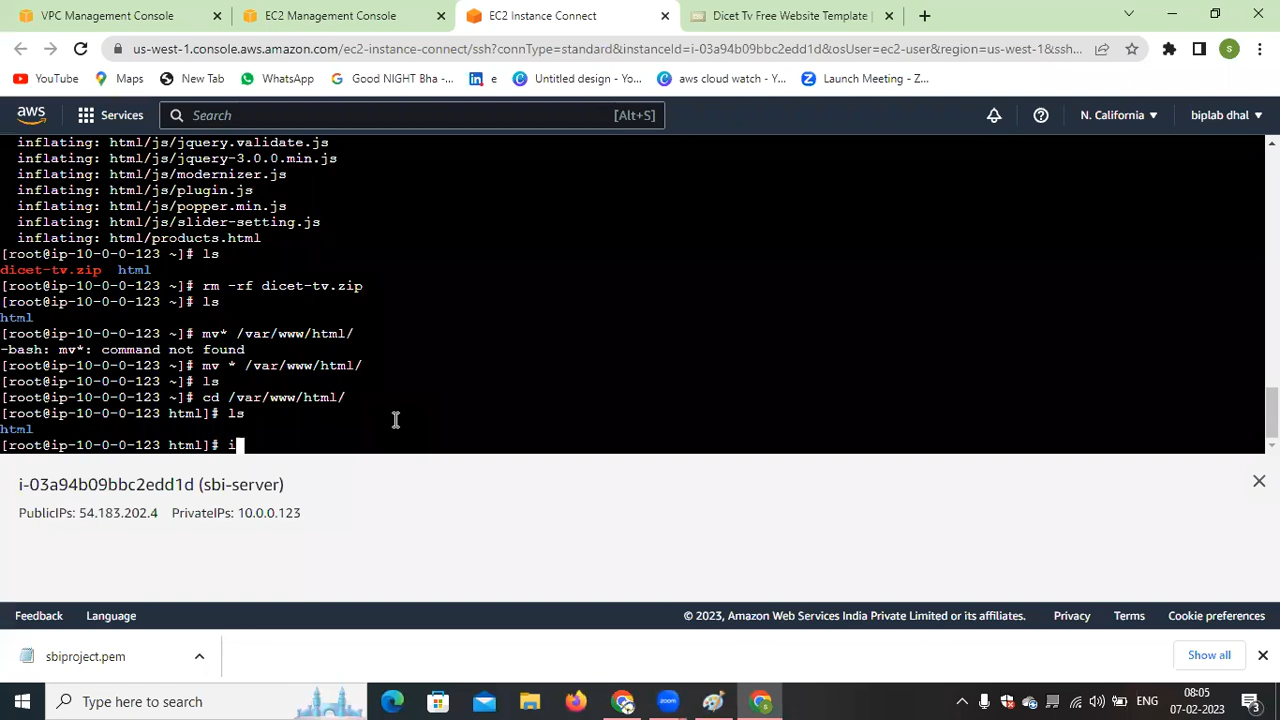 VPC Management Console
EC2 Management Console
EC2 Instance Connect
Dicet Tv Free Website Template
us-west-1.console.aws.amazon.com/ec2-instance-connect/ssh?connType=standard&instanceId=i-03a94b09bbc2edd1d&osUser=ec2-user&region=us-west-1&ssh...
s
YouTube
Maps
New Tab
WhatsApp
Good NIGHT Bha - ...
e
Untitled design - Yo...
aws cloud watch - Y...
Launch Meeting - Z...
aws
Services
Search
[Alt+S]
N. California
biplab dhal
inflating: html/js/jquery.validate.js
inflating: html/js/jquery-3.0.0.min.js
inflating: html/js/modernizer.js
inflating: html/js/plugin.js
inflating: html/js/popper.min.js
inflating: html/js/slider-setting.js
inflating: html/products.html
[root@ip-10-0-0-123 ~]# ls
dicet-tv.zip html
[root@ip-10-0-0-123 ~]# rm -rf dicet-tv.zip
[root@ip-10-0-0-123 ~]# ls
html
[root@ip-10-0-0-123 ~]# mv* /var/www/html/
-bash: mv*: command not found
[root@ip-10-0-0-123 ~]# mv * /var/www/html/
[root@ip-10-0-0-123 ~]# ls
[root@ip-10-0-0-123 ~]# cd /var/www/html/
[root@ip-10-0-0-123 html]# ls
html
[root@ip-10-0-0-123 html]# i
i-03a94b09bbc2edd1d (sbi-server)
PublicIPs: 54.183.202.4 PrivateIPs: 10.0.0.123
Feedback
Language
© 2023, Amazon Web Services India Private Limited or its affiliates.
Privacy
Terms
Cookie preferences
sbiproject.pem
Show all
Type here to search
zoom
ENG
08:05
07-02-2023
3